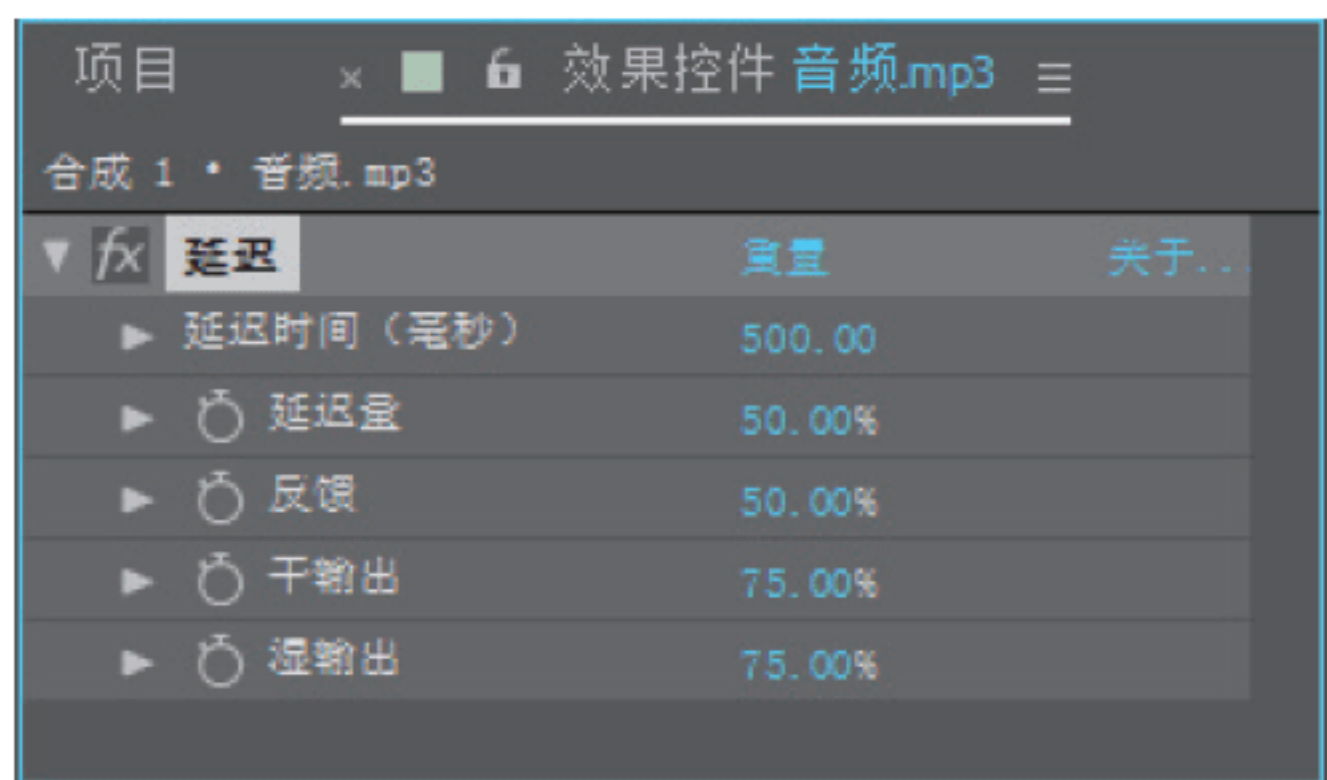 项目 × 效果控件 音频.mp3 ≡
合成 1 • 音频.mp3
fx 延迟 重置 关于...
延迟时间（毫秒） 500.00
延迟量 50.00%
反馈 50.00%
干输出 75.00%
湿输出 75.00%